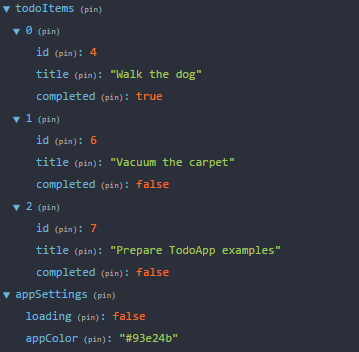 ▼ todoItems (pin)
▼ 0 (pin)
id (pin): 4
title (pin): "Walk the dog"
completed (pin): true
▼ 1 (pin)
id (pin): 6
title (pin): "Vacuum the carpet"
completed (pin): false
▼ 2 (pin)
id (pin): 7
title (pin): "Prepare TodoApp examples"
completed (pin): false
▼ appSettings (pin)
loading (pin): false
appColor (pin): "#93e24b"